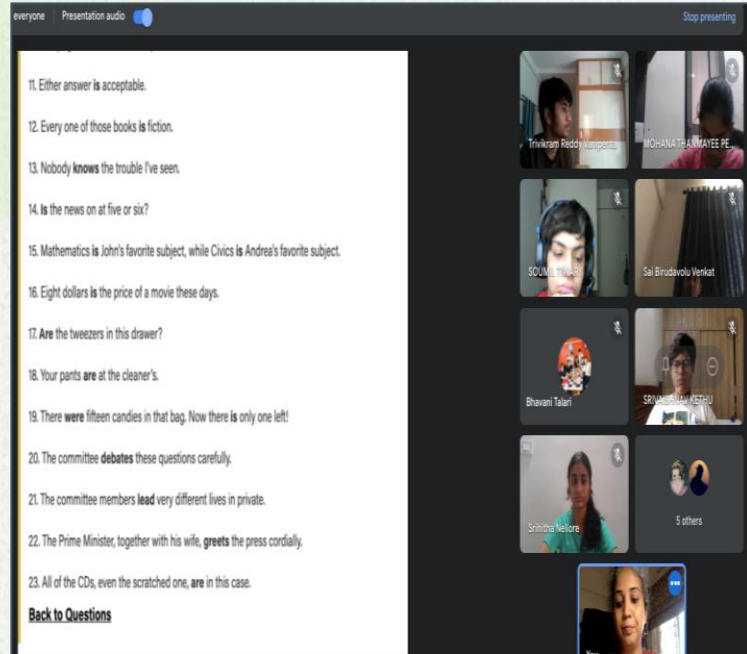 everyone
Presentation audio
Stop presenting
11. Either answer is acceptable.
12. Every one of those books is fiction.
13. Nobody knows the trouble I've seen.
14. Is the news on at five or six?
15. Mathematics is John's favorite subject, while Civics is Andrea's favorite subject.
16. Eight dollars is the price of a movie these days.
17. Are the tweezers in this drawer?
18. Your pants are at the cleaner's.
19. There were fifteen candies in that bag. Now there is only one left!
20. The committee debates these questions carefully.
21. The committee members lead very different lives in private.
22. The Prime Minister, together with his wife, greets the press cordially.
23. All of the CDs, even the scratched one, are in this case.
Back to Questions
Trivikram Reddy
MOHANA THANMAYEE PE...
SOUMIL TIWARI
Sai Birudavolu Venkat
Bhavani Talari
KETHU
Srihitha Nellore
5 others
You